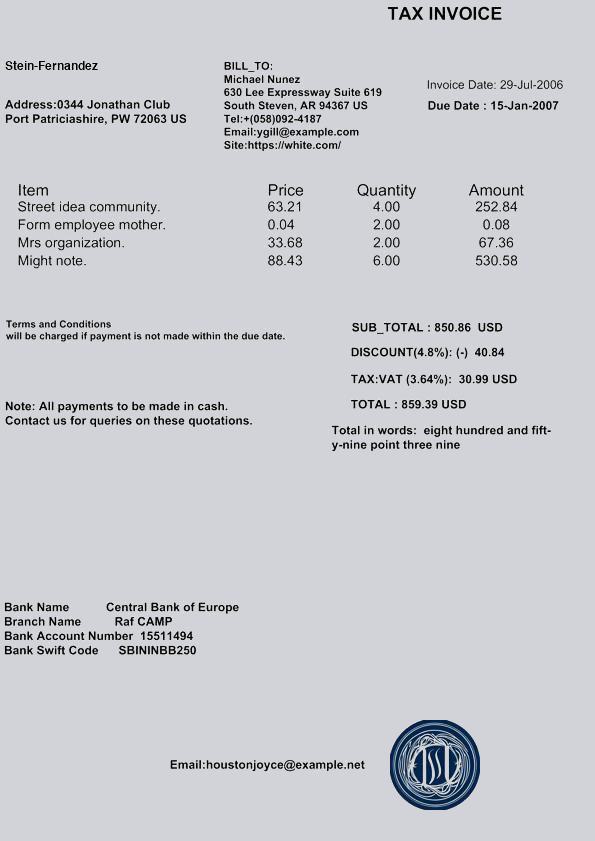 TAX INVOICE
Stein-Fernandez
Address:0344 Jonathan Club
Port Patriciashire, PW 72063 US
BILL_TO:
Michael Nunez
630 Lee Expressway Suite 619
South Steven, AR 94367 US
Tel:+(058)092-4187
Email:ygill@example.com
Site:https://white.com/
Invoice Date: 29-Jul-2006
Due Date : 15-Jan-2007
Item Price Quantity Amount
Street idea community. 63.21 4.00 252.84
Form employee mother. 0.04 2.00 0.08
Mrs organization. 33.68 2.00 67.36
Might note. 88.43 6.00 530.58
Terms and Conditions
will be charged if payment is not made within the due date.
SUB_TOTAL : 850.86 USD
DISCOUNT(4.8%): (-) 40.84
TAX:VAT (3.64%): 30.99 USD
TOTAL : 859.39 USD
Note: All payments to be made in cash.
Contact us for queries on these quotations.
Total in words: eight hundred and fift-
y-nine point three nine
Bank Name Central Bank of Europe
Branch Name Raf CAMP
Bank Account Number 15511494
Bank Swift Code SBININBB250
Email:houstonjoyce@example.net